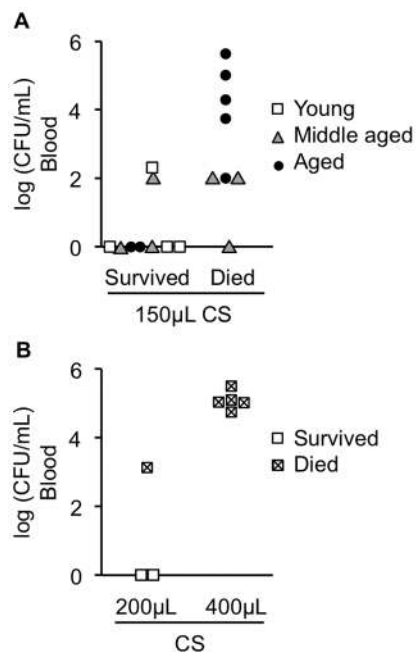 A
log (CFU/mL)
Blood
6
4
2
0
Survived Died
150µL CS
Young
Middle aged
Aged
B
log (CFU/mL)
Blood
6
4
2
0
200µL 400µL
CS
Survived
Died